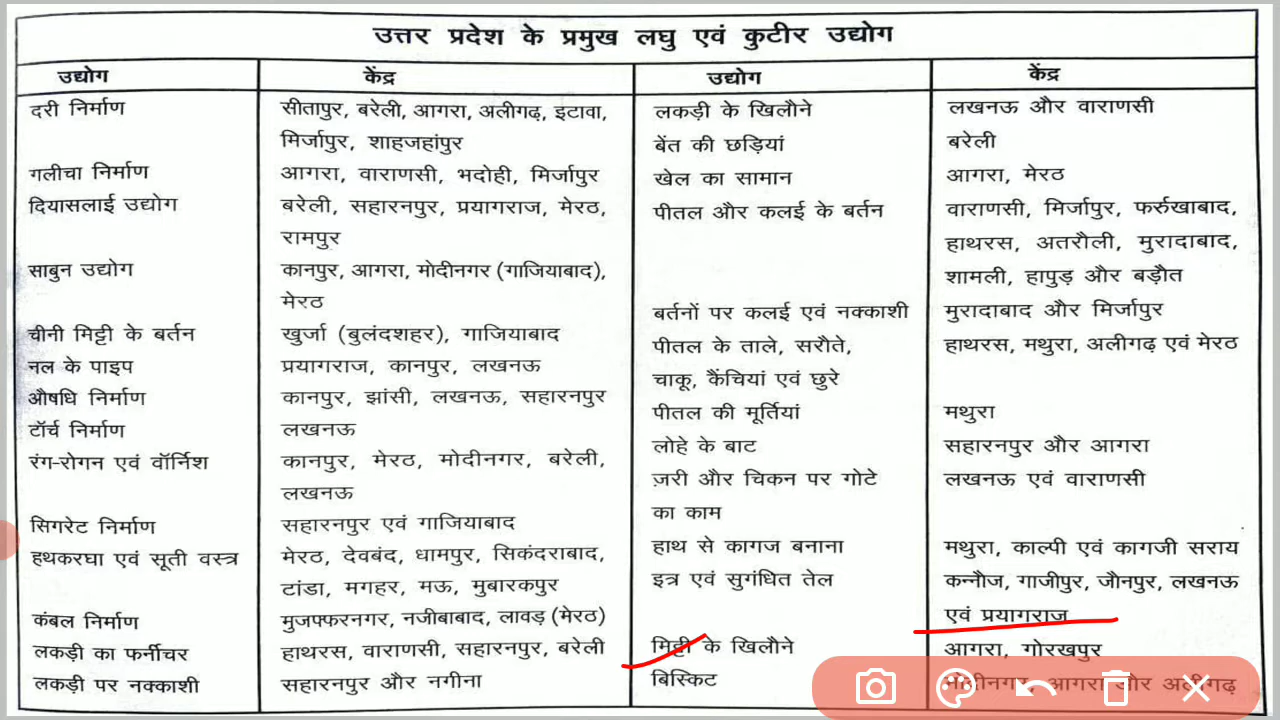 उत्तर प्रदेश के प्रमुख लघु एवं कुटीर उद्योग
उद्योग केंद्र उद्योग केंद्र
दरी निर्माण सीतापुर, बरेली, आगरा, अलीगढ़, इटावा, लकड़ी के खिलौने लखनऊ और वाराणसी
मिर्जापुर, शाहजहांपुर बेंत की छड़ियां बरेली
गलीचा निर्माण आगरा, वाराणसी, भदोही, मिर्जापुर खेल का सामान आगरा, मेरठ
दियासलाई उद्योग बरेली, सहारनपुर, प्रयागराज, मेरठ, पीतल और कलई के बर्तन वाराणसी, मिर्जापुर, फर्रुखाबाद,
रामपुर हाथरस, अतरौली, मुरादाबाद,
साबुन उद्योग कानपुर, आगरा, मोदीनगर (गाजियाबाद), शामली, हापुड़ और बड़ौत
मेरठ बर्तनों पर कलई एवं नक्काशी मुरादाबाद और मिर्जापुर
चीनी मिट्टी के बर्तन खुर्जा (बुलंदशहर), गाजियाबाद पीतल के ताले, सरौते, हाथरस, मथुरा, अलीगढ़ एवं मेरठ
नल के पाइप प्रयागराज, कानपुर, लखनऊ चाकू, कैंचियां एवं छुरे
औषधि निर्माण कानपुर, झांसी, लखनऊ, सहारनपुर पीतल की मूर्तियां मथुरा
टॉर्च निर्माण लखनऊ लोहे के बाट सहारनपुर और आगरा
रंग-रोगन एवं वॉर्निश कानपुर, मेरठ, मोदीनगर, बरेली, ज़री और चिकन पर गोटे लखनऊ एवं वाराणसी
लखनऊ का काम
सिगरेट निर्माण सहारनपुर एवं गाजियाबाद हाथ से कागज बनाना मथुरा, काल्पी एवं कागजी सराय
हथकरघा एवं सूती वस्त्र मेरठ, देवबंद, धामपुर, सिकंदराबाद, इत्र एवं सुगंधित तेल कन्नौज, गाजीपुर, जौनपुर, लखनऊ
टांडा, मगहर, मऊ, मुबारकपुर एवं प्रयागराज
कंबल निर्माण मुजफ्फरनगर, नजीबाबाद, लावड़ (मेरठ) मिट्टी के खिलौने आगरा, गोरखपुर
लकड़ी का फर्नीचर हाथरस, वाराणसी, सहारनपुर, बरेली बिस्किट मोदीनगर, आगरा और अलीगढ़
लकड़ी पर नक्काशी सहारनपुर और नगीना